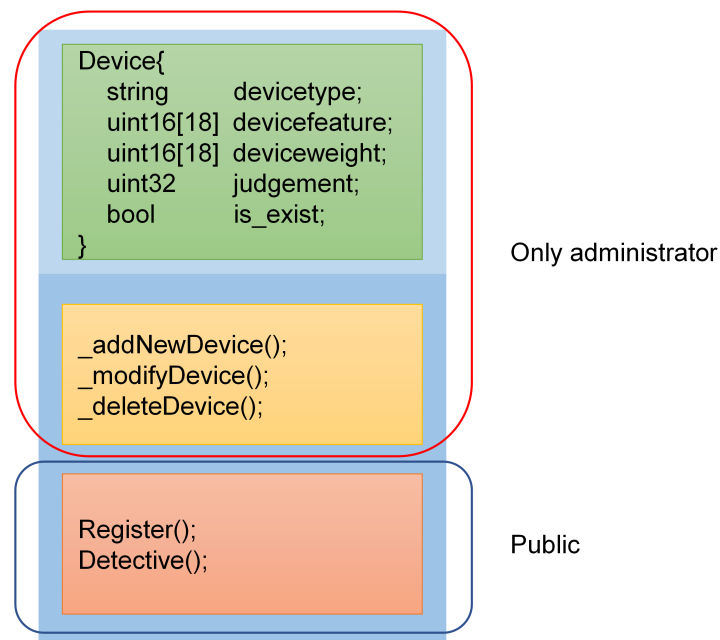 Device{
string devicetype;
uint16[18] devicefeature;
uint16[18] deviceweight;
uint32 judgement;
bool is_exist;
}
Only administrator
_addNewDevice();
_modifyDevice();
_deleteDevice();
Register();
Detective();
Public